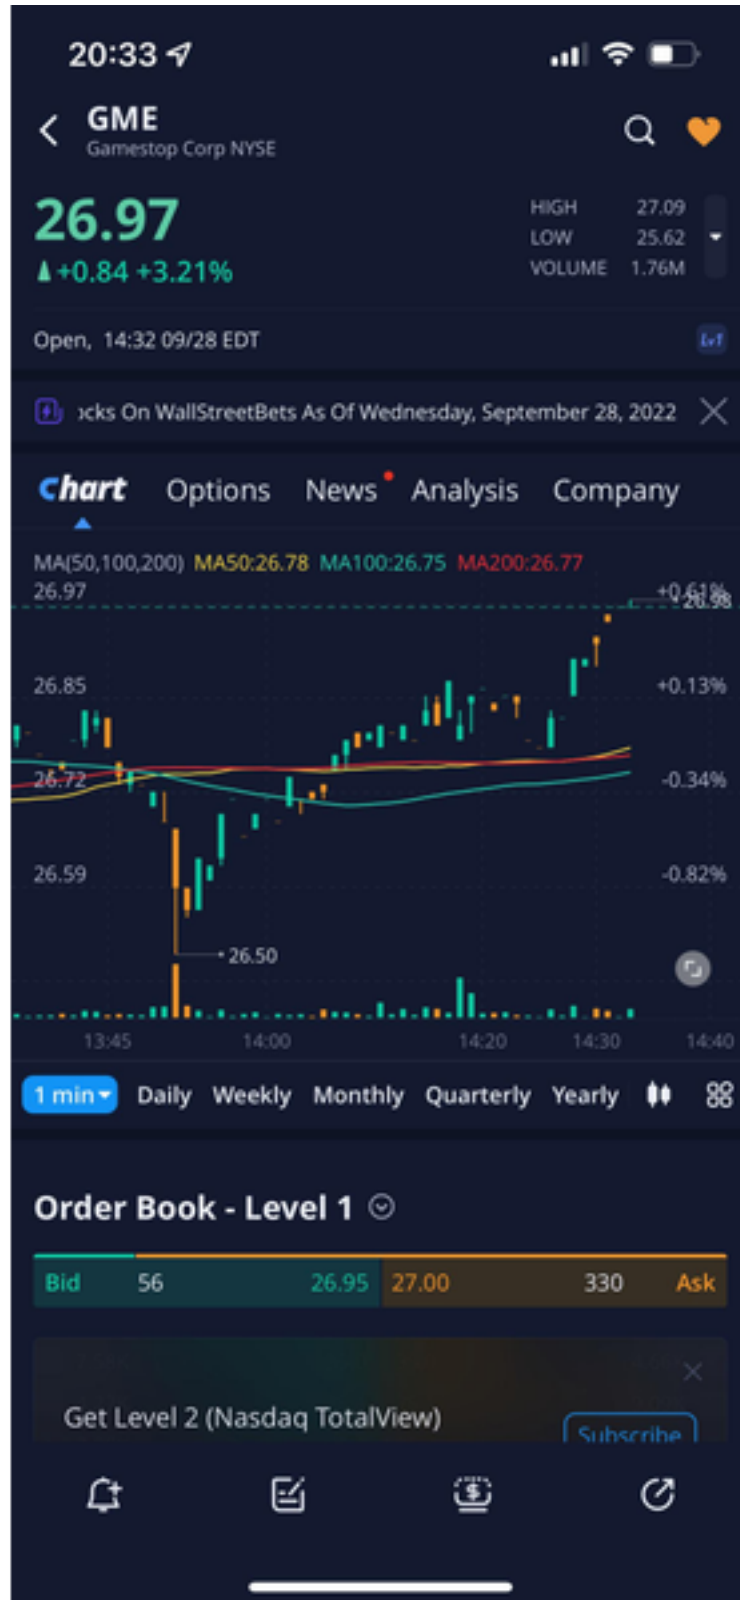 20:33
GME
Gamestop Corp NYSE
26.97
+0.84 +3.21%
HIGH 27.09
LOW 25.62
VOLUME 1.76M
Open, 14:32 09/28 EDT
Lv1
ocks On WallStreetBets As Of Wednesday, September 28, 2022
Chart Options News Analysis Company
MA(50,100,200) MA50:26.78 MA100:26.75 MA200:26.77
26.97 +0.61%
26.98
26.85 +0.13%
26.72 -0.34%
26.59 -0.82%
26.50
13:45 14:00 14:20 14:30 14:40
1 min Daily Weekly Monthly Quarterly Yearly
Order Book - Level 1
Bid 56 26.95 27.00 330 Ask
Get Level 2 (Nasdaq TotalView)
Subscribe